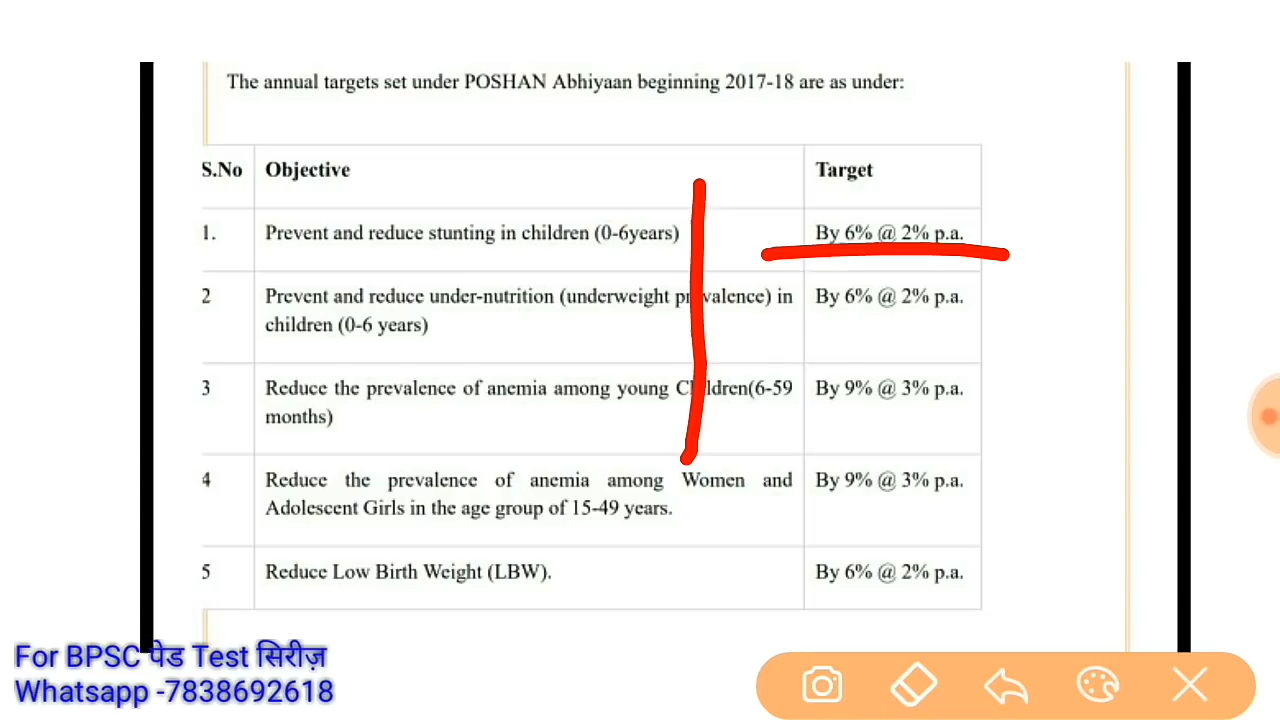 The annual targets set under POSHAN Abhiyaan beginning 2017-18 are as under:
S.No Objective Target
1. Prevent and reduce stunting in children (0-6years) By 6% @ 2% p.a.
2 Prevent and reduce under-nutrition (underweight prevalence) in By 6% @ 2% p.a.
children (0-6 years)
3 Reduce the prevalence of anemia among young Children(6-59 By 9% @ 3% p.a.
months)
4 Reduce the prevalence of anemia among Women and By 9% @ 3% p.a.
Adolescent Girls in the age group of 15-49 years.
5 Reduce Low Birth Weight (LBW). By 6% @ 2% p.a.
For BPSC पेड Test सिरीज़
Whatsapp -7838692618